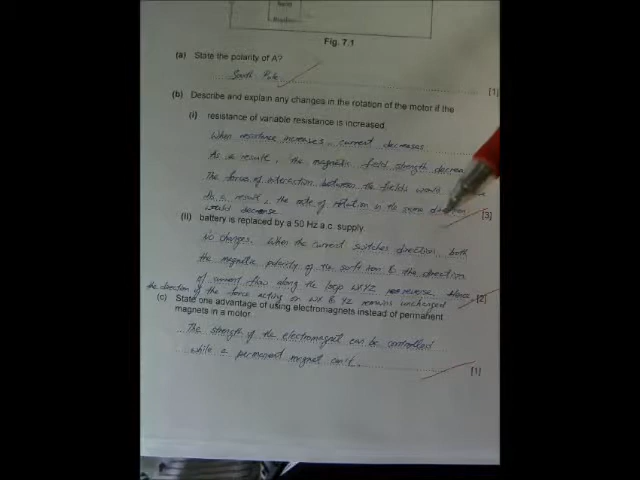 Fig. 7.1
(a) State the polarity of A?
South Pole
[1]
(b) Describe and explain any changes in the rotation of the motor if the
(i) resistance of variable resistance is increased.
When resistance increases, current decreases
As a result, the magnetic field strength decreases
The forces of interaction between the fields would
As a result, the rate of rotation in the same direction
would decrease
[3]
(ii) battery is replaced by a 50 Hz a.c. supply.
No changes. When the current switches direction, both
the magnetic polarity of the soft iron & the direction
of current flow along the loop WXYZ reverse hence
the direction of the force acting on WX & YZ remains unchanged
[2]
(c) State one advantage of using electromagnets instead of permanent
magnets in a motor.
The strength of the electromagnet can be controlled
while a permanent magnet can't.
[1]